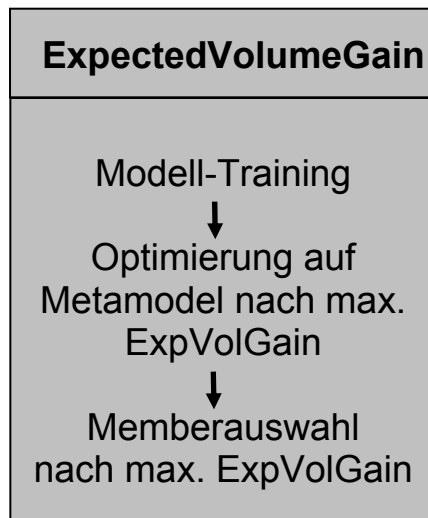 ExpectedVolumeGain
Modell-Training
Optimierung auf
Metamodel nach max.
ExpVolGain
Memberauswahl
nach max. ExpVolGain